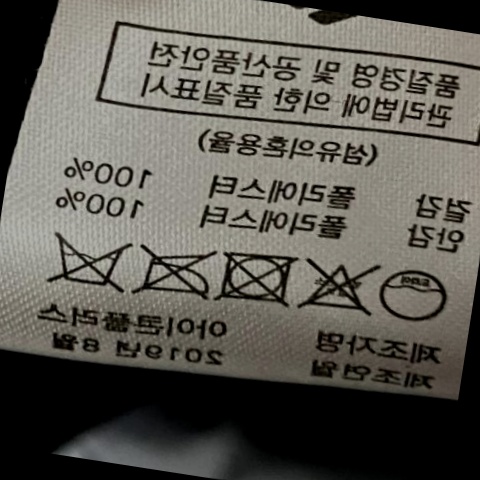 품질경영 및 공산품안전
관리법에 의한 품질표시
(섬유의혼용율)
겉감 폴리에스터 100%
안감 폴리에스터 100%
제조자명 아이콘플러스
제조연월 2019년 8월